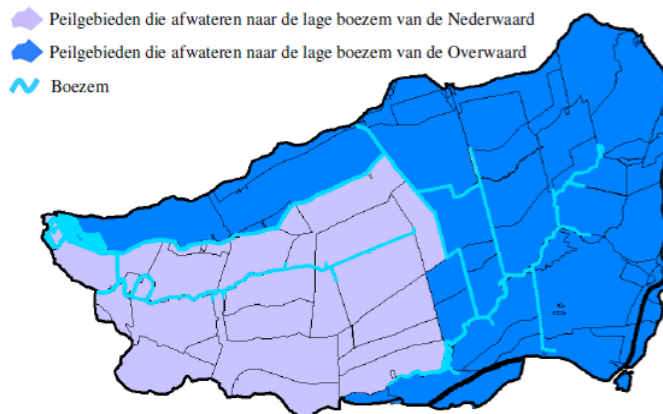 Peilgebieden die afwateren naar de lage boezem van de Nederwaard
Peilgebieden die afwateren naar de lage boezem van de Overwaard
Boezem